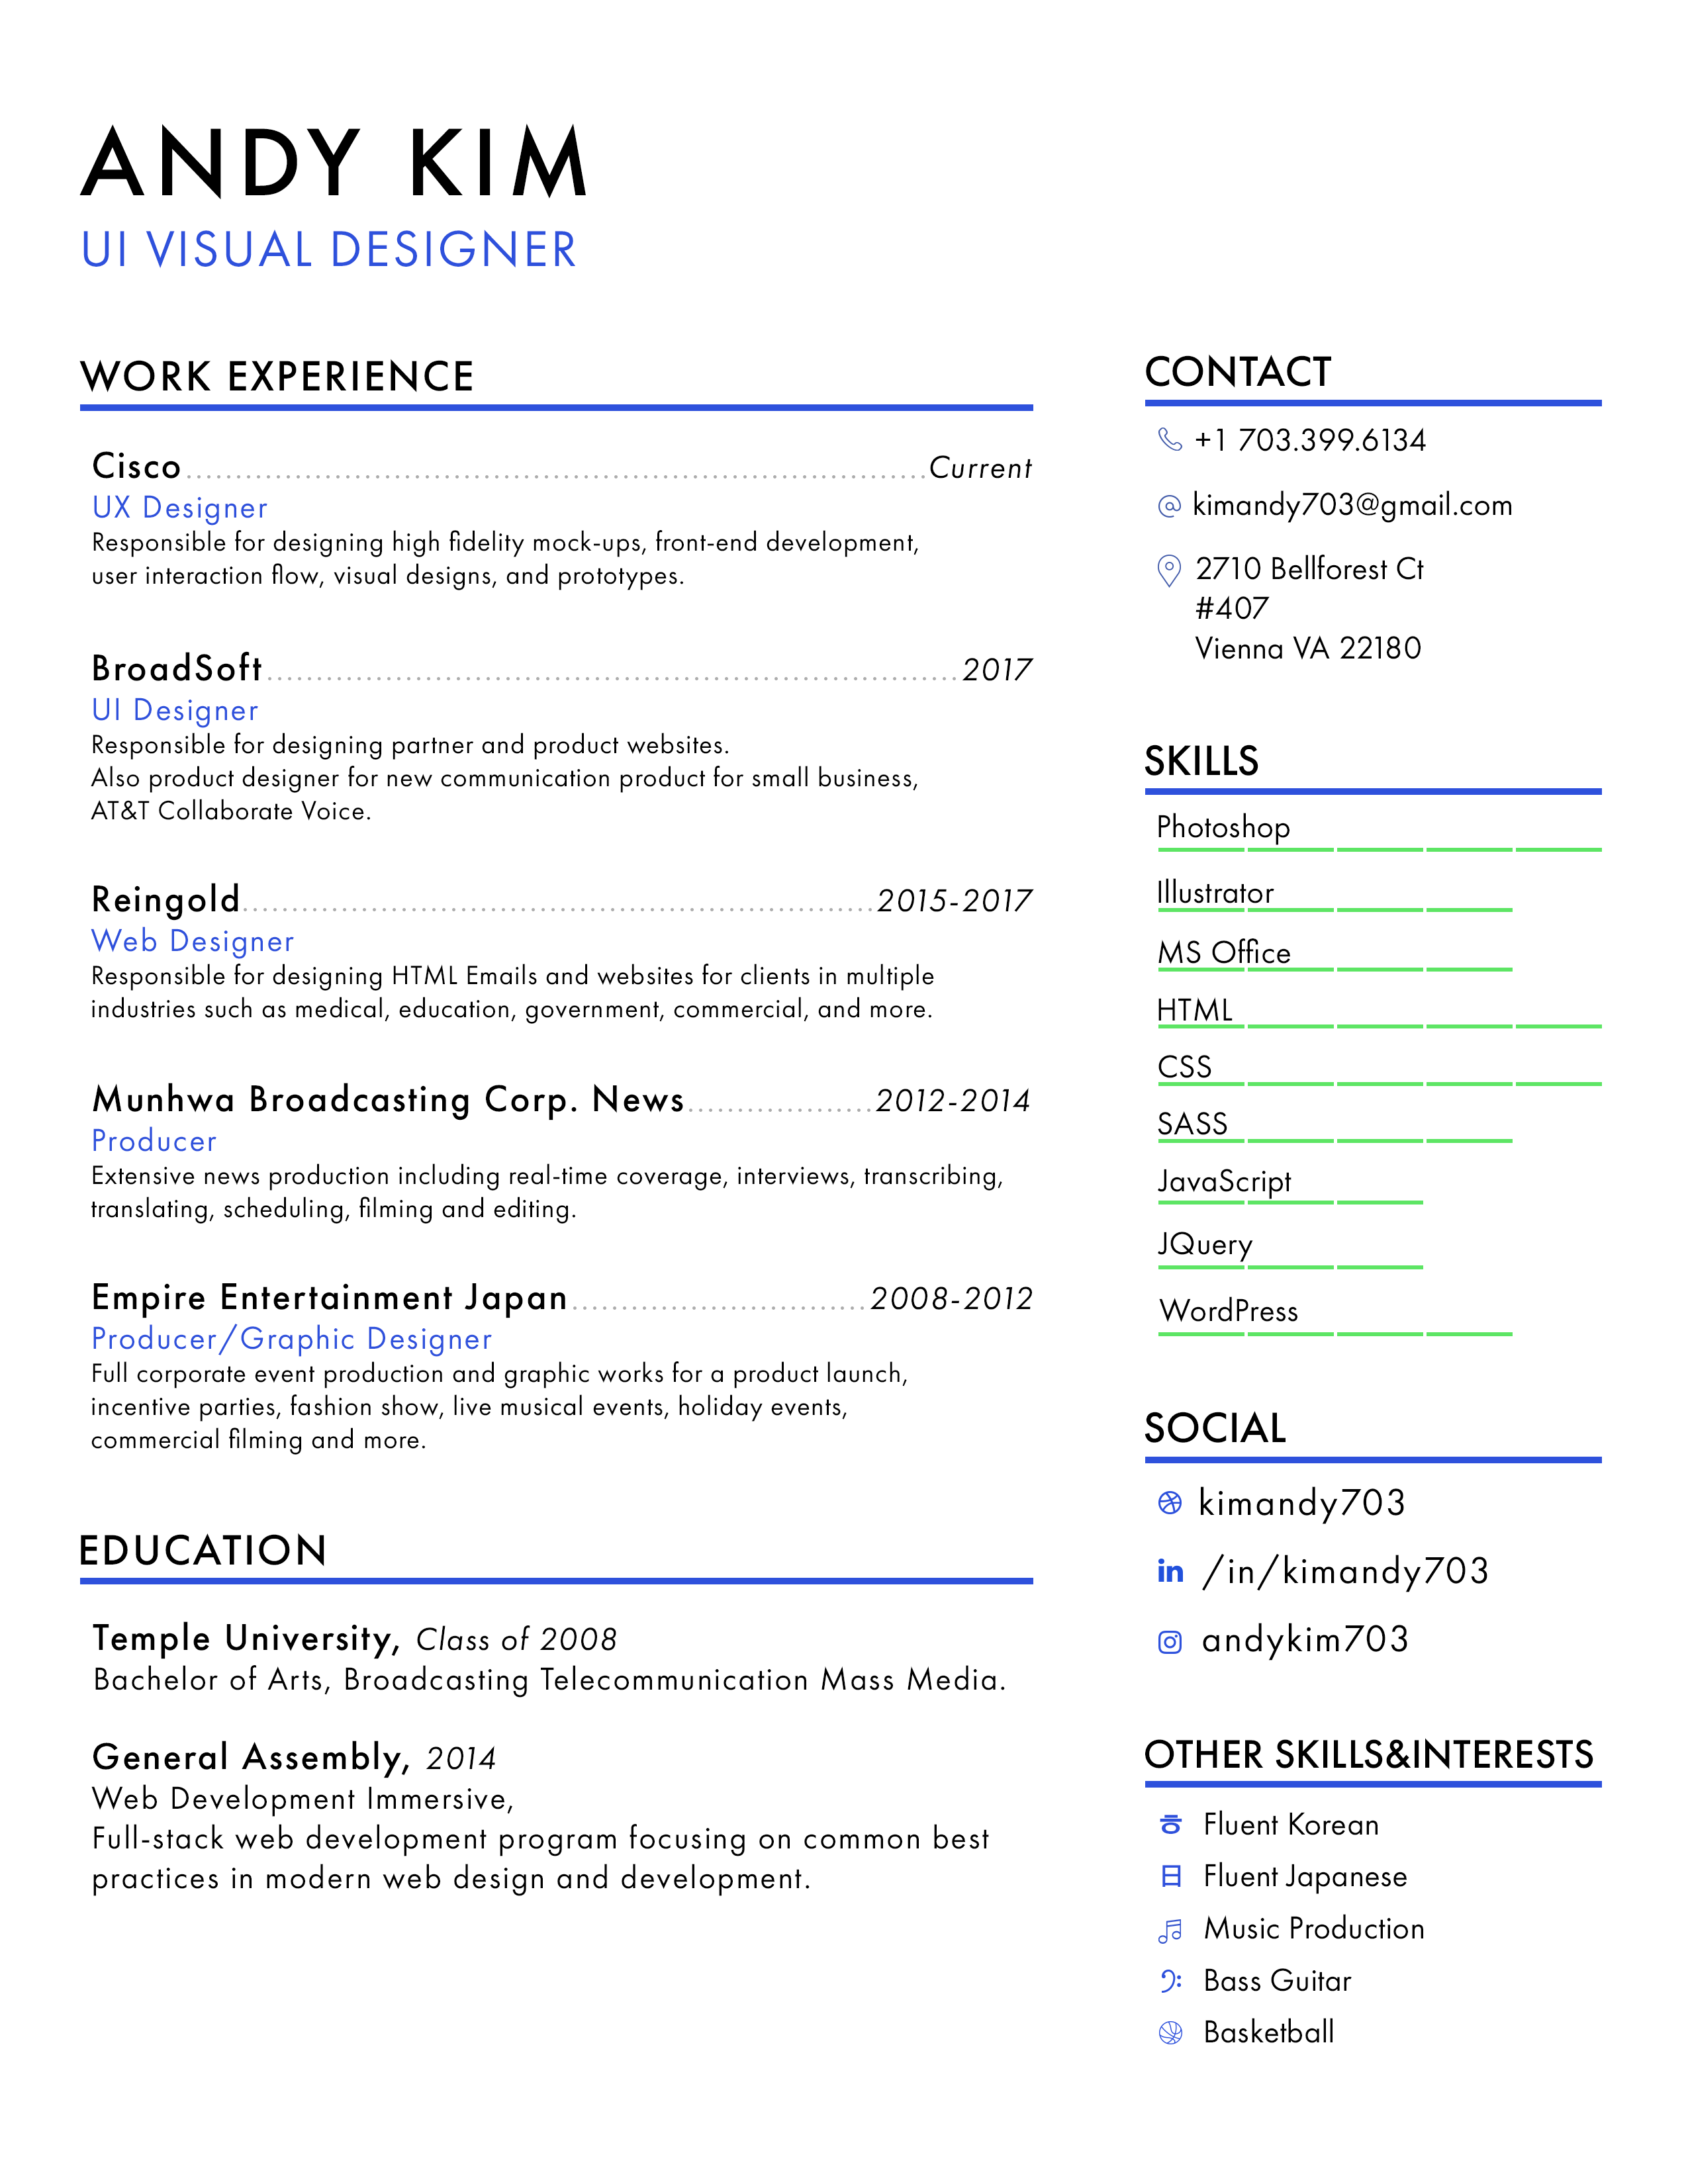 ANDY KIM
UI VISUAL DESIGNER
WORK EXPERIENCE
Cisco Current
UX Designer
Responsible for designing high fidelity mock-ups, front-end development,
user interaction flow, visual designs, and prototypes.
BroadSoft 2017
UI Designer
Responsible for designing partner and product websites.
Also product designer for new communication product for small business,
AT&T Collaborate Voice.
Reingold 2015-2017
Web Designer
Responsible for designing HTML Emails and websites for clients in multiple
industries such as medical, education, government, commercial, and more.
Munhwa Broadcasting Corp. News 2012-2014
Producer
Extensive news production including real-time coverage, interviews, transcribing,
translating, scheduling, filming and editing.
Empire Entertainment Japan 2008-2012
Producer/Graphic Designer
Full corporate event production and graphic works for a product launch,
incentive parties, fashion show, live musical events, holiday events,
commercial filming and more.
EDUCATION
Temple University, Class of 2008
Bachelor of Arts, Broadcasting Telecommunication Mass Media.
General Assembly, 2014
Web Development Immersive,
Full-stack web development program focusing on common best
practices in modern web design and development.
CONTACT
+1 703.399.6134
@ kimandy703@gmail.com
2710 Bellforest Ct
#407
Vienna VA 22180
SKILLS
Photoshop
Illustrator
MS Office
HTML
CSS
SASS
JavaScript
JQuery
WordPress
SOCIAL
kimandy703
in /in/kimandy703
andykim703
OTHER SKILLS&INTERESTS
ㅎ Fluent Korean
日 Fluent Japanese
Music Production
Bass Guitar
Basketball